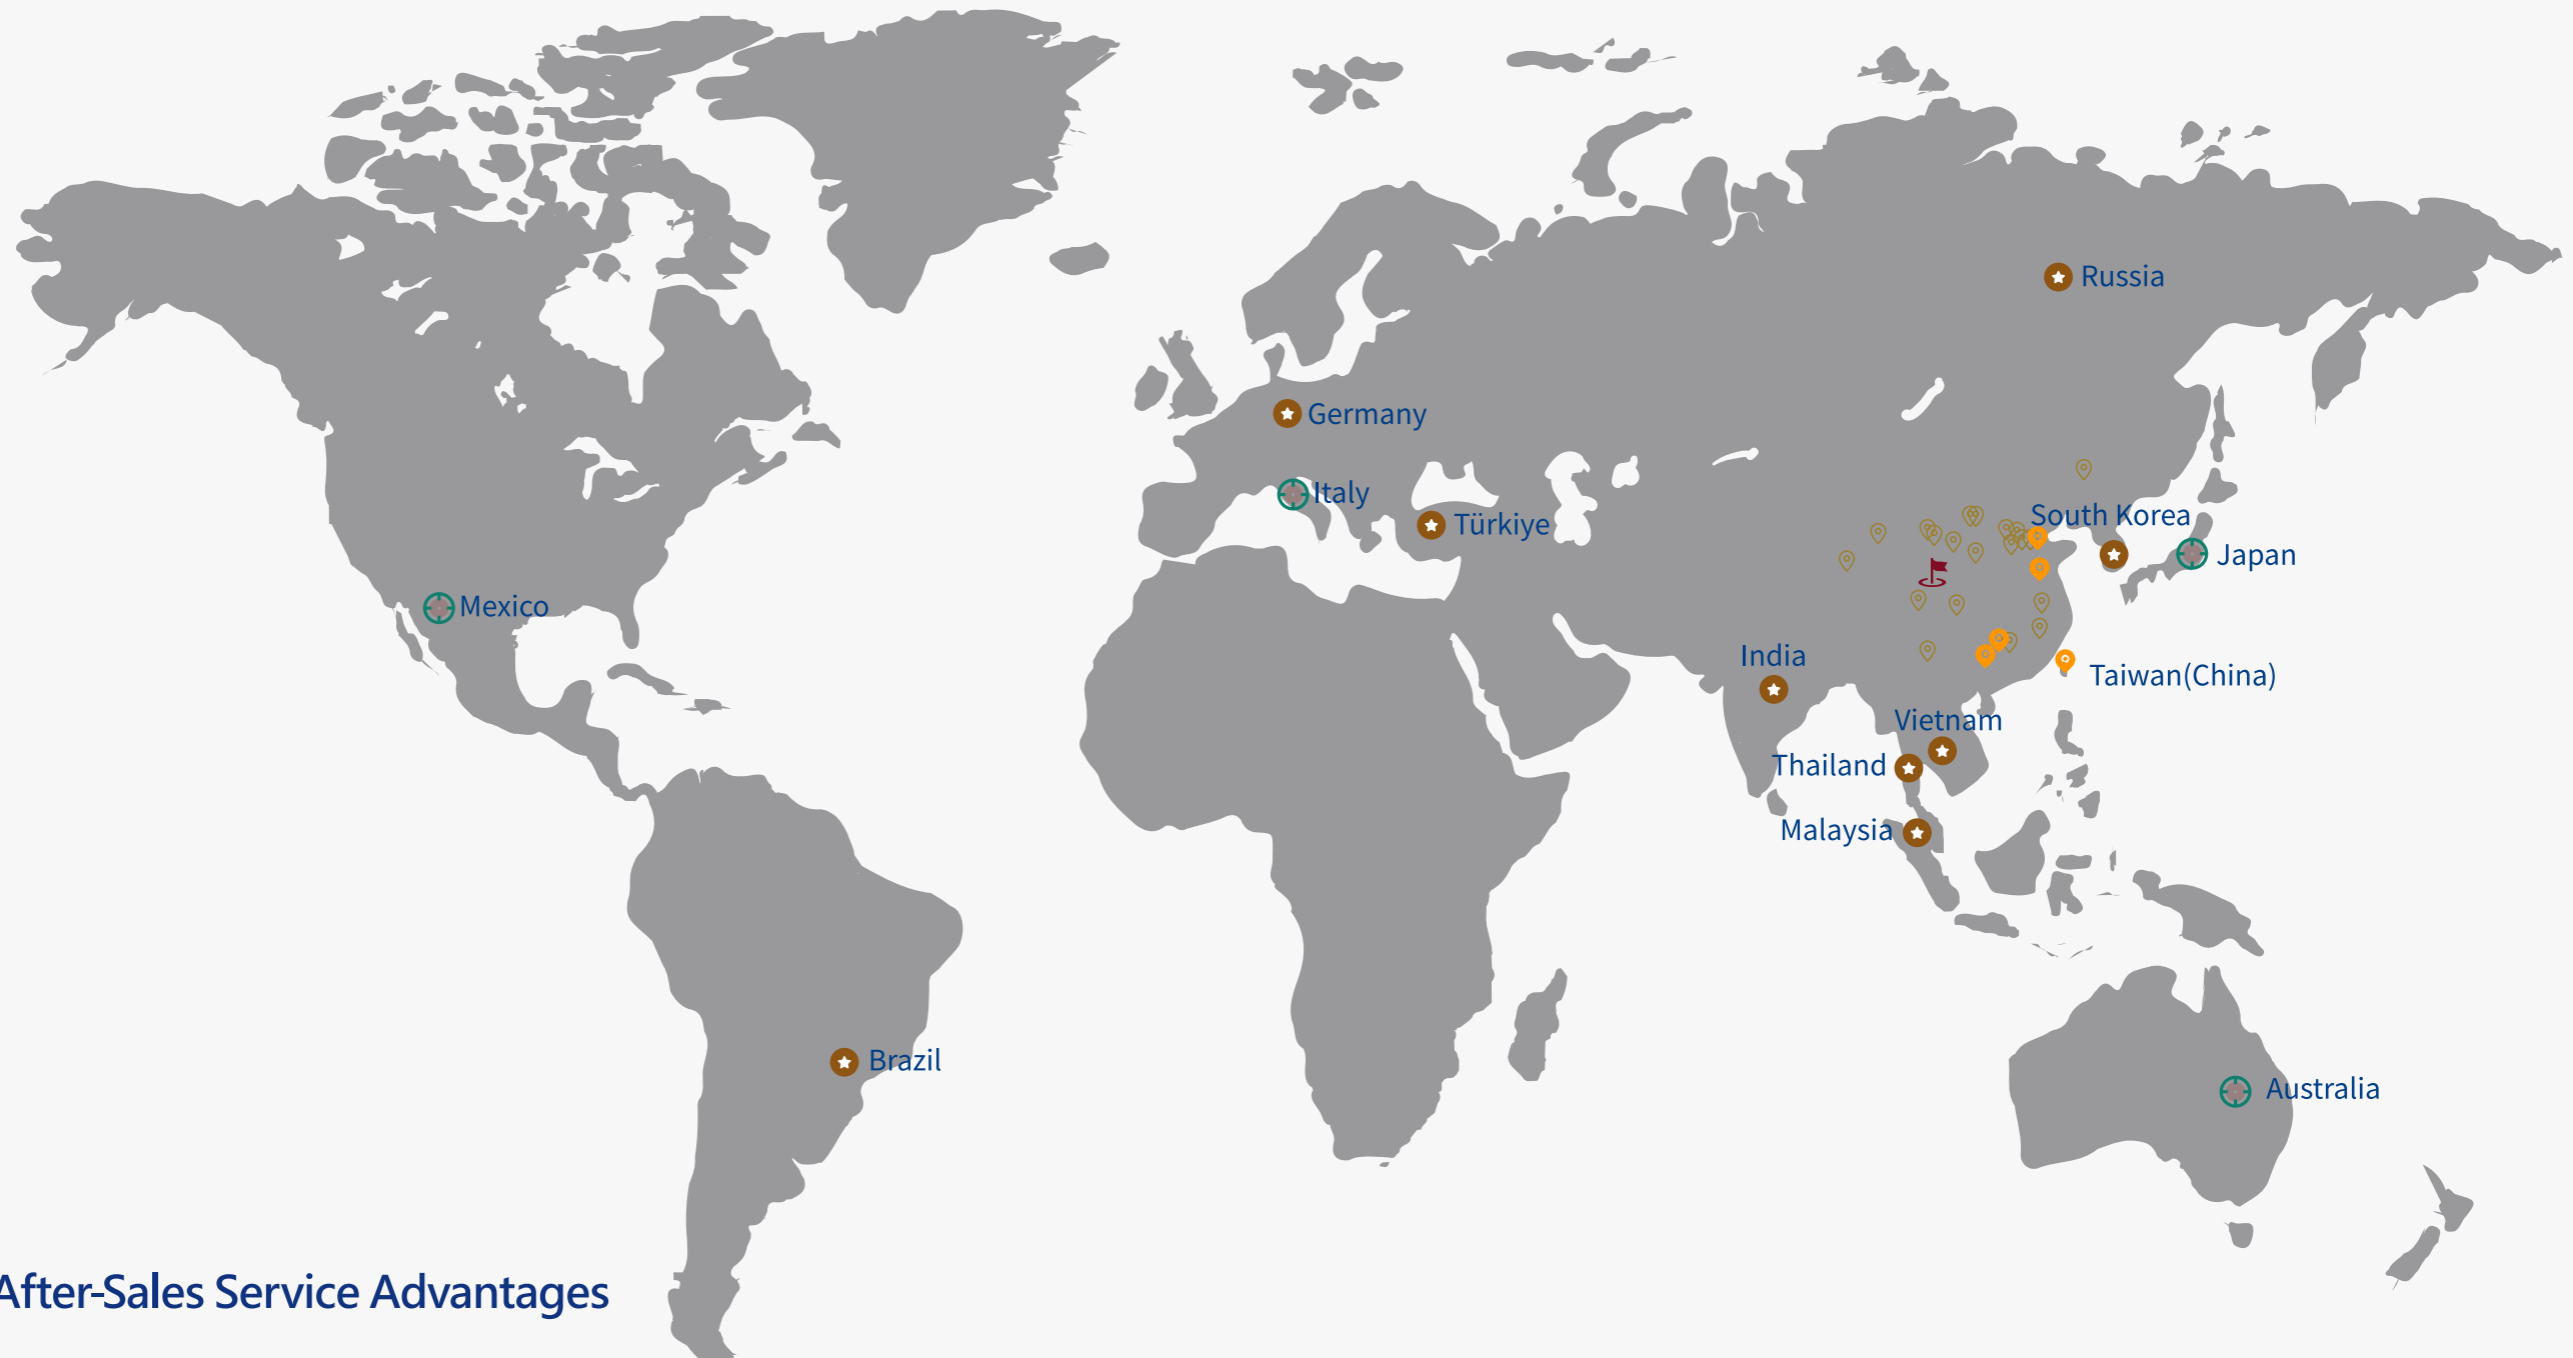 Russia
Germany
Italy
Türkiye
South Korea
Japan
Mexico
India
Taiwan(China)
Vietnam
Thailand
Malaysia
Brazil
Australia
After-Sales Service Advantages